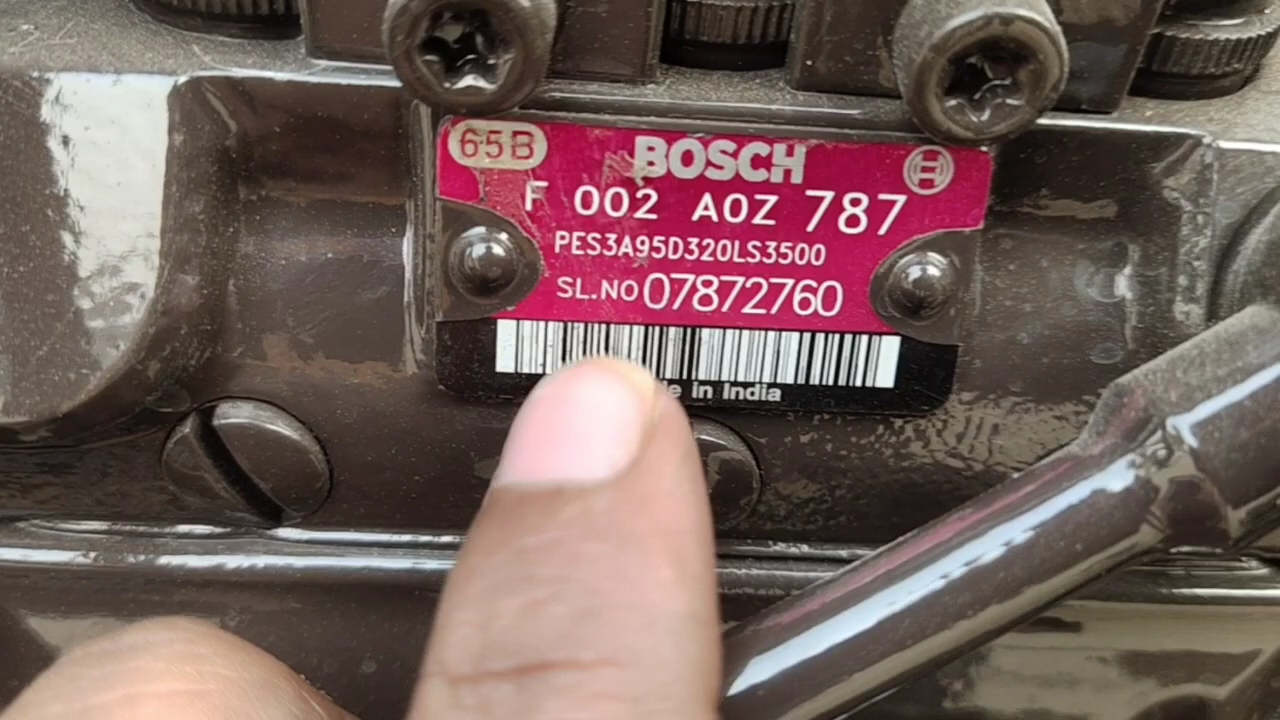 65B
BOSCH
F 002 A0Z 787
PES3A95D320LS3500
SL.NO 07872760
in India